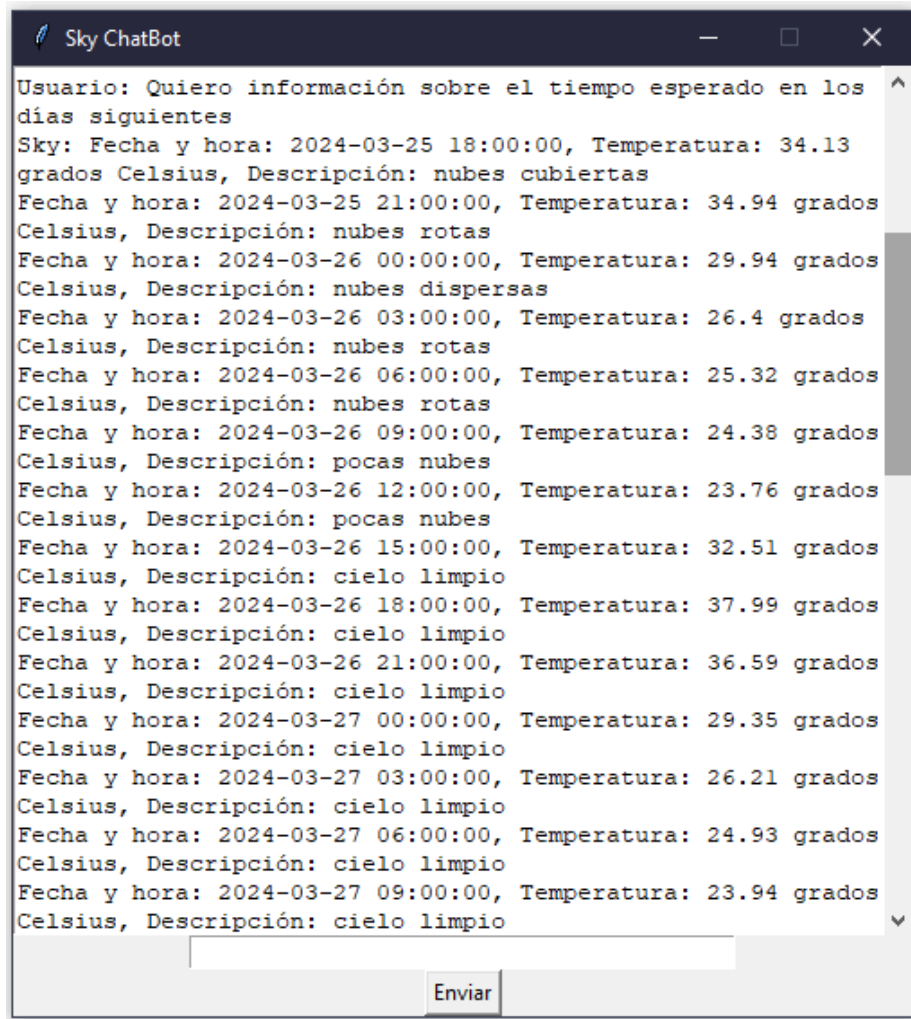 Sky ChatBot
Usuario: Quiero información sobre el tiempo esperado en los
días siguientes
Sky: Fecha y hora: 2024-03-25 18:00:00, Temperatura: 34.13
grados Celsius, Descripción: nubes cubiertas
Fecha y hora: 2024-03-25 21:00:00, Temperatura: 34.94 grados
Celsius, Descripción: nubes rotas
Fecha y hora: 2024-03-26 00:00:00, Temperatura: 29.94 grados
Celsius, Descripción: nubes dispersas
Fecha y hora: 2024-03-26 03:00:00, Temperatura: 26.4 grados
Celsius, Descripción: nubes rotas
Fecha y hora: 2024-03-26 06:00:00, Temperatura: 25.32 grados
Celsius, Descripción: nubes rotas
Fecha y hora: 2024-03-26 09:00:00, Temperatura: 24.38 grados
Celsius, Descripción: pocas nubes
Fecha y hora: 2024-03-26 12:00:00, Temperatura: 23.76 grados
Celsius, Descripción: pocas nubes
Fecha y hora: 2024-03-26 15:00:00, Temperatura: 32.51 grados
Celsius, Descripción: cielo limpio
Fecha y hora: 2024-03-26 18:00:00, Temperatura: 37.99 grados
Celsius, Descripción: cielo limpio
Fecha y hora: 2024-03-26 21:00:00, Temperatura: 36.59 grados
Celsius, Descripción: cielo limpio
Fecha y hora: 2024-03-27 00:00:00, Temperatura: 29.35 grados
Celsius, Descripción: cielo limpio
Fecha y hora: 2024-03-27 03:00:00, Temperatura: 26.21 grados
Celsius, Descripción: cielo limpio
Fecha y hora: 2024-03-27 06:00:00, Temperatura: 24.93 grados
Celsius, Descripción: cielo limpio
Fecha y hora: 2024-03-27 09:00:00, Temperatura: 23.94 grados
Celsius, Descripción: cielo limpio
Enviar